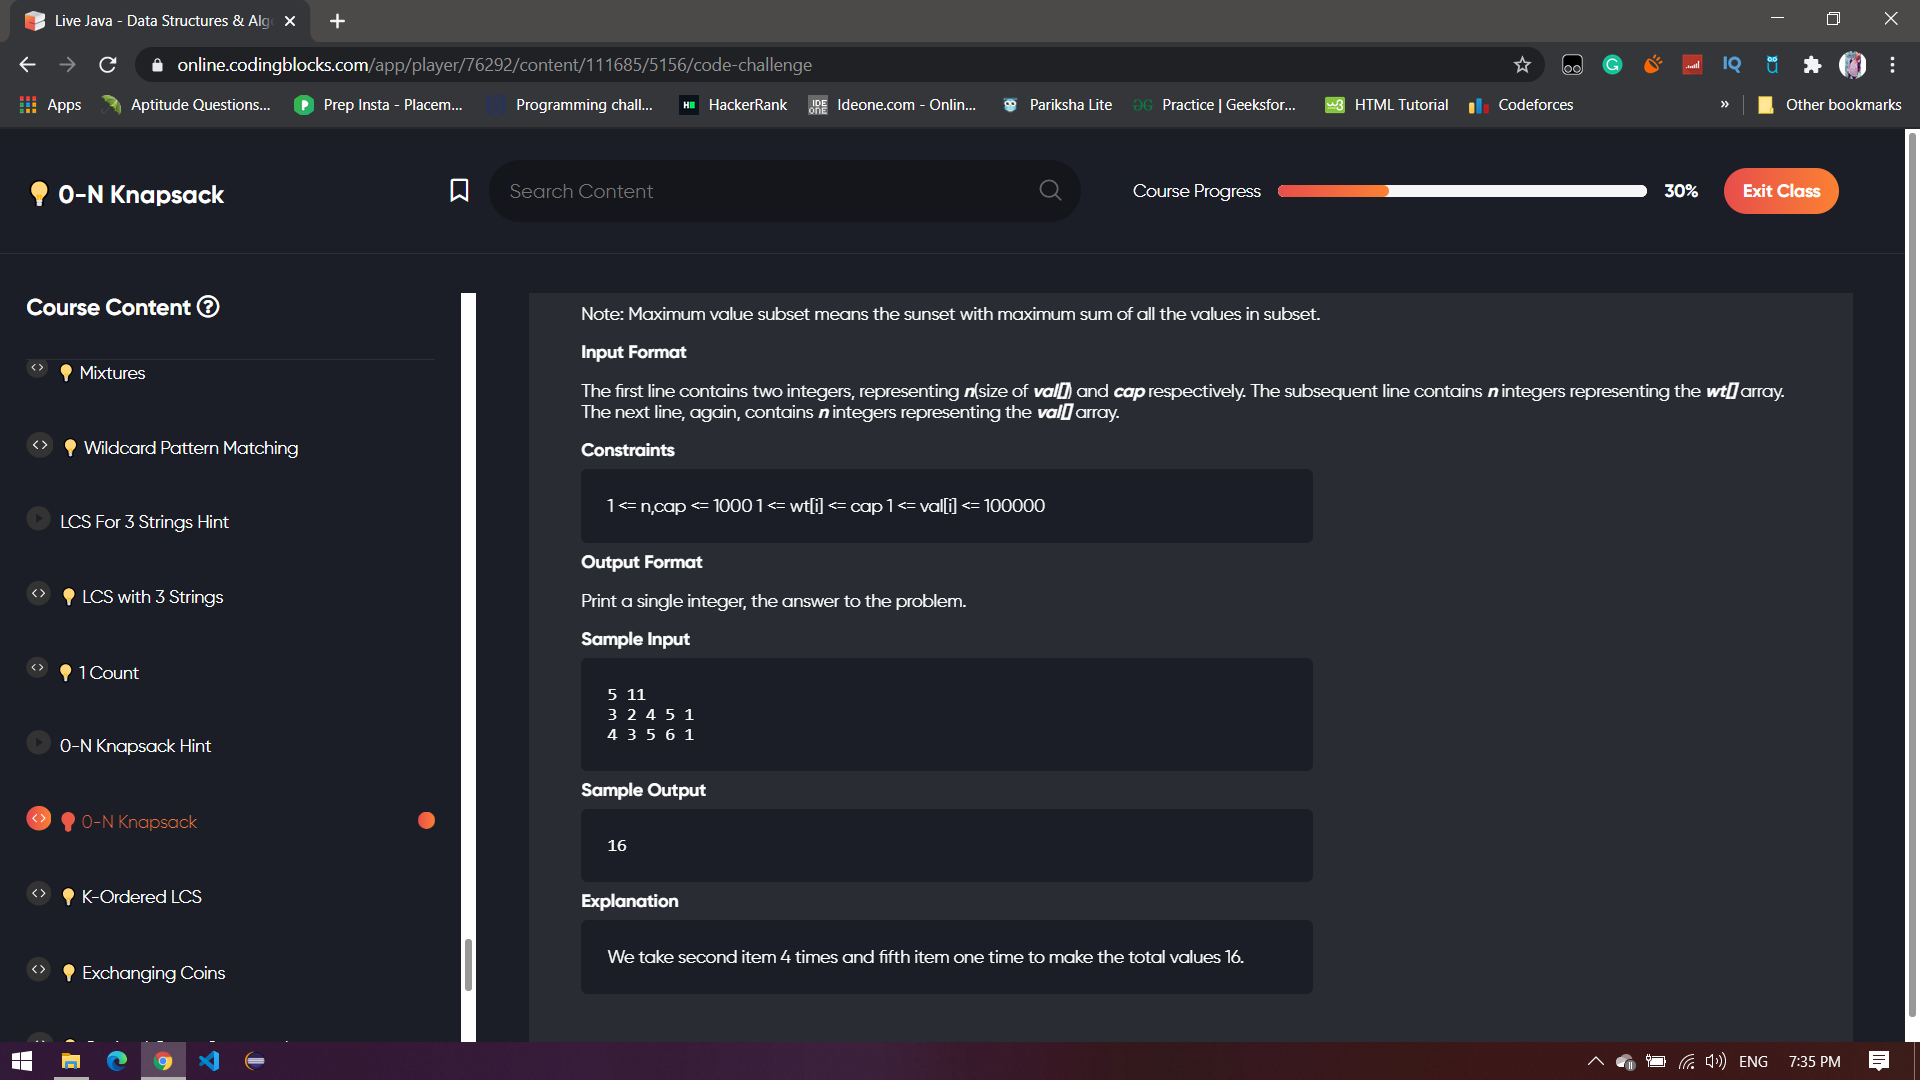 Live Java - Data Structures & Alg
online.codingblocks.com/app/player/76292/content/111685/5156/code-challenge
Apps Aptitude Questions... Prep Insta - Placem... Programming chall... HackerRank Ideone.com - Onlin... Pariksha Lite Practice | Geeksfor... HTML Tutorial Codeforces » Other bookmarks
0-N Knapsack
Search Content
Course Progress 30% Exit Class
Course Content
Mixtures
Wildcard Pattern Matching
LCS For 3 Strings Hint
LCS with 3 Strings
1 Count
0-N Knapsack Hint
0-N Knapsack
K-Ordered LCS
Exchanging Coins
Note: Maximum value subset means the sunset with maximum sum of all the values in subset.
Input Format
The first line contains two integers, representing n(size of val[]) and cap respectively. The subsequent line contains n integers representing the wt[] array.
The next line, again, contains n integers representing the val[] array.
Constraints
1 <= n,cap <= 1000 1 <= wt[i] <= cap 1 <= val[i] <= 100000
Output Format
Print a single integer, the answer to the problem.
Sample Input
5 11
3 2 4 5 1
4 3 5 6 1
Sample Output
16
Explanation
We take second item 4 times and fifth item one time to make the total values 16.
ENG 7:35 PM